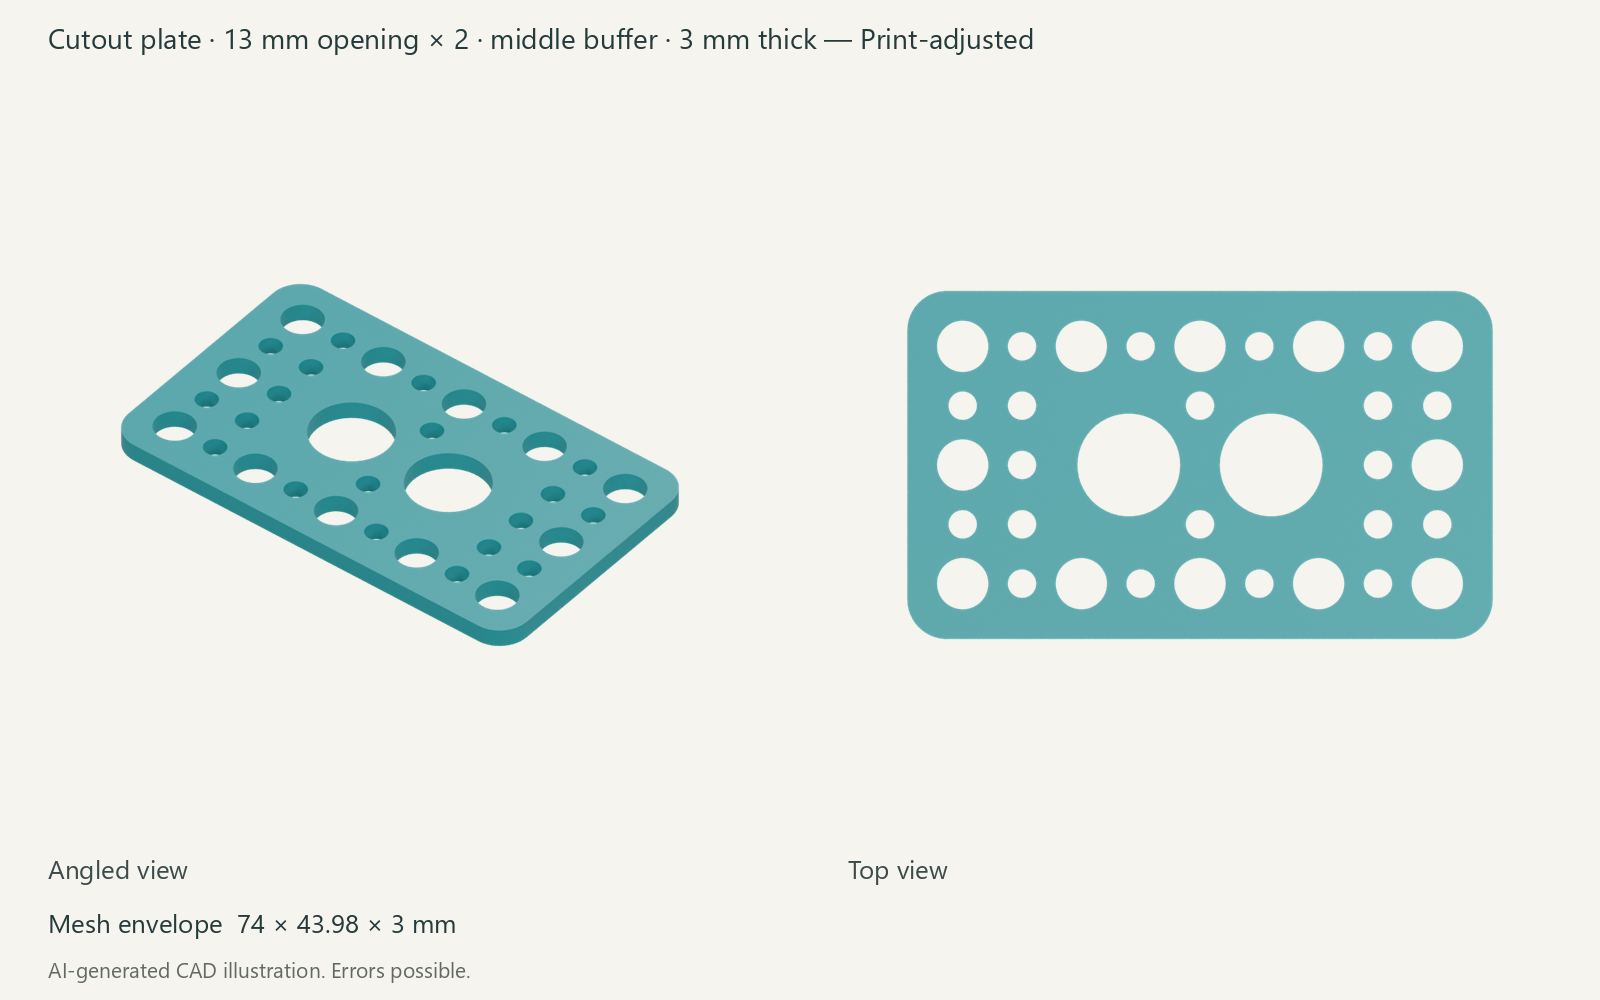 Cutout plate · 13 mm opening × 2 · middle buffer · 3 mm thick — Print-adjusted
Angled view
Top view
Mesh envelope 74 × 43.98 × 3 mm
AI-generated CAD illustration. Errors possible.